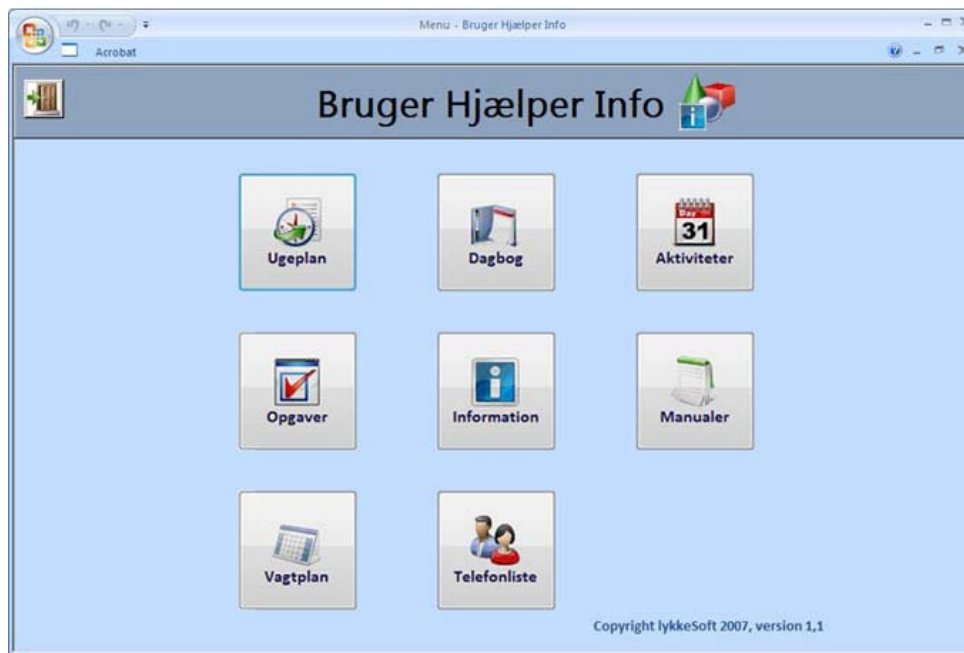 Menu - Bruger Hjælper Info
Acrobat
Bruger Hjælper Info
Ugeplan
Dagbog
Day
31
Aktiviteter
Opgaver
Information
Manualer
Vagtplan
Telefonliste
Copyright lykkeSoft 2007, version 1,1